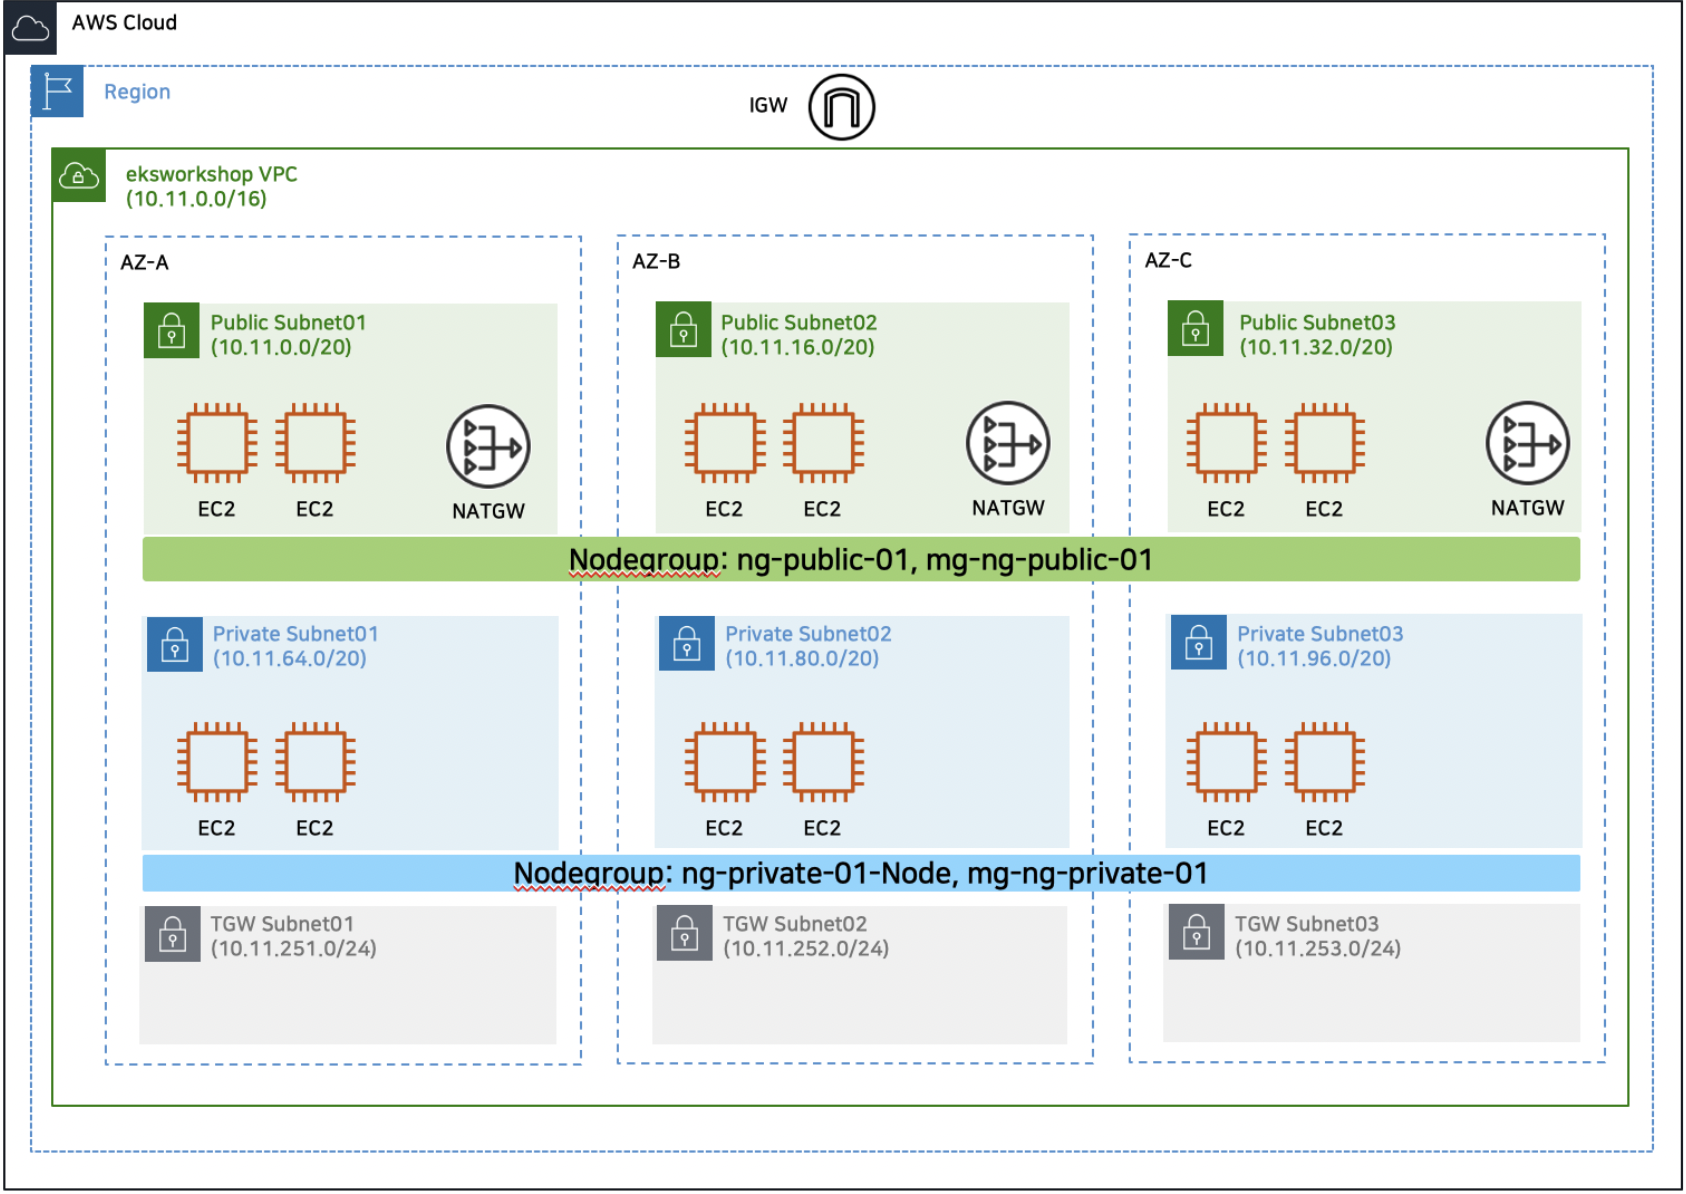 AWS Cloud
Region
IGW
eksworkshop VPC
(10.11.0.0/16)
AZ-A
AZ-B
AZ-C
Public Subnet01
(10.11.0.0/20)
Public Subnet02
(10.11.16.0/20)
Public Subnet03
(10.11.32.0/20)
EC2
EC2
NATGW
EC2
EC2
NATGW
EC2
EC2
NATGW
Nodegroup: ng-public-01, mg-ng-public-01
Private Subnet01
(10.11.64.0/20)
Private Subnet02
(10.11.80.0/20)
Private Subnet03
(10.11.96.0/20)
EC2
EC2
EC2
EC2
EC2
EC2
Nodegroup: ng-private-01-Node, mg-ng-private-01
TGW Subnet01
(10.11.251.0/24)
TGW Subnet02
(10.11.252.0/24)
TGW Subnet03
(10.11.253.0/24)